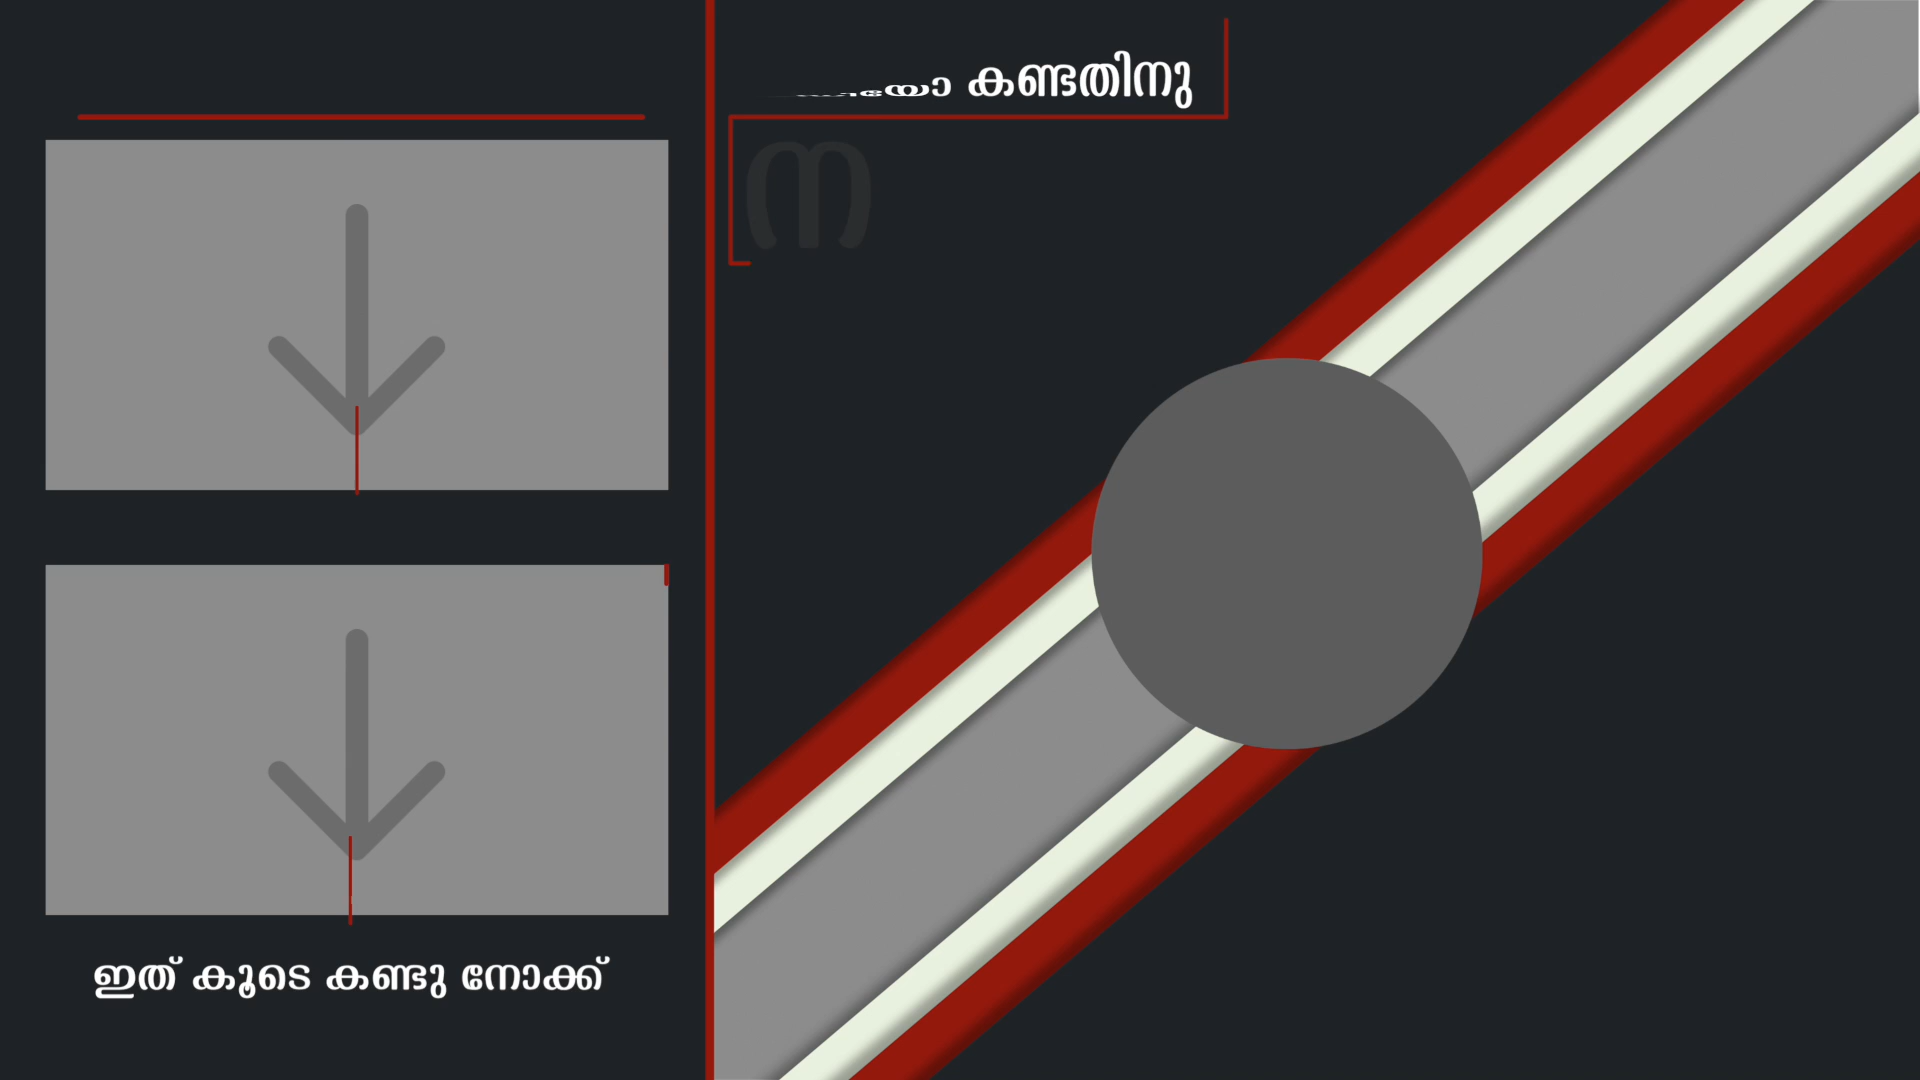 കണ്ടതിനു
ന
ഇത് കൂടെ കണ്ടു നോക്ക്